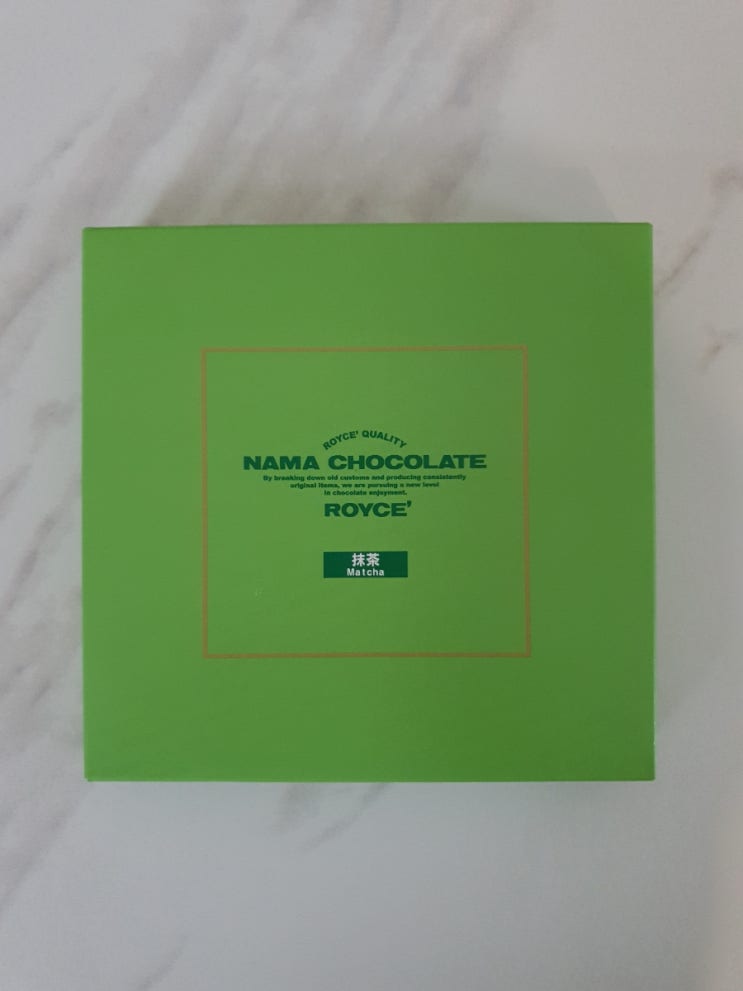 ROYCE' QUALITY
NAMA CHOCOLATE
By breaking down old customs and producing consistently
original items, we are pursuing a new level
in chocolate enjoyment.
ROYCE'
抹茶
Matcha